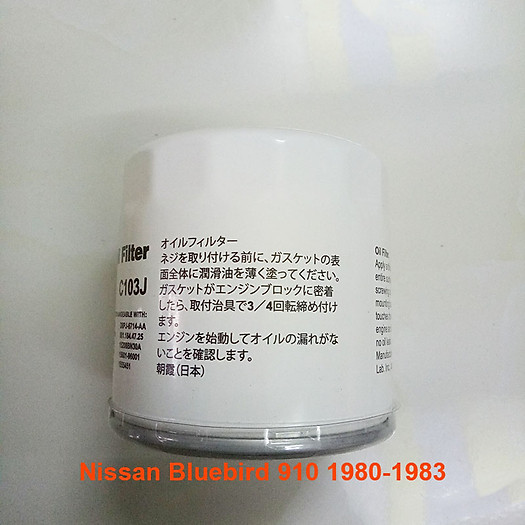 Filter
C103J
WITH:
オイルフィルター
ネジを取り付ける前に、ガスケットの表
面全体に潤滑油を薄く塗ってください。
ガスケットがエンジンブロックに密着
したら、取付治具で3／4回転締め付け
ます。
エンジンを始動してオイルの漏れがな
いことを確認します。
朝霞(日本)
Oil Filter
Apply
Lab. Inc.
Nissan Bluebird 910 1980-1983